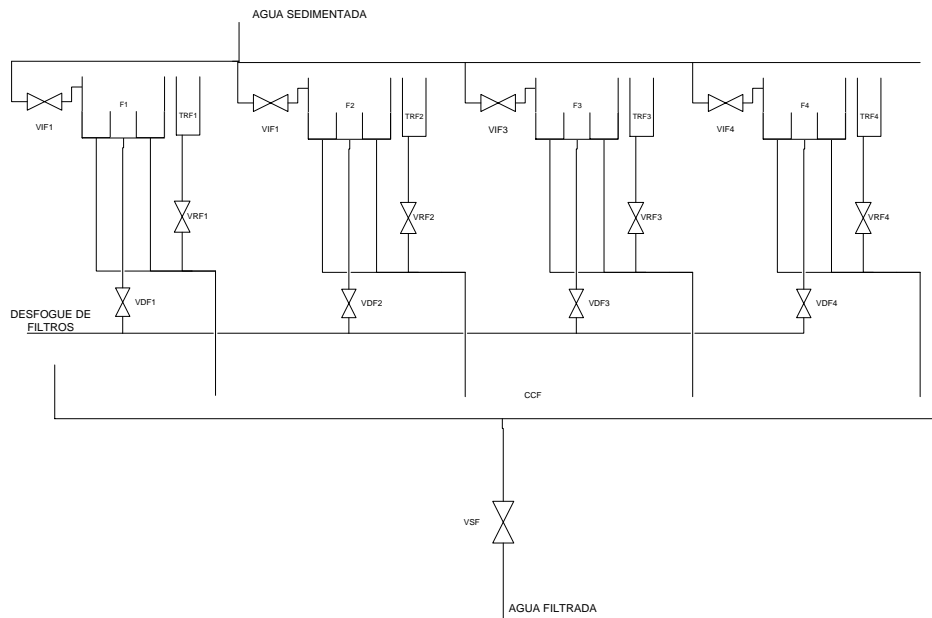 AGUA SEDIMENTADA
F1
TRF1
VIF1
F2
TRF2
VIF1
F3
TRF3
VIF3
F4
TRF4
VIF4
VRF1
VRF2
VRF3
VRF4
VDF1
VDF2
VDF3
VDF4
DESFOGUE DE
FILTROS
CCF
VSF
AGUA FILTRADA